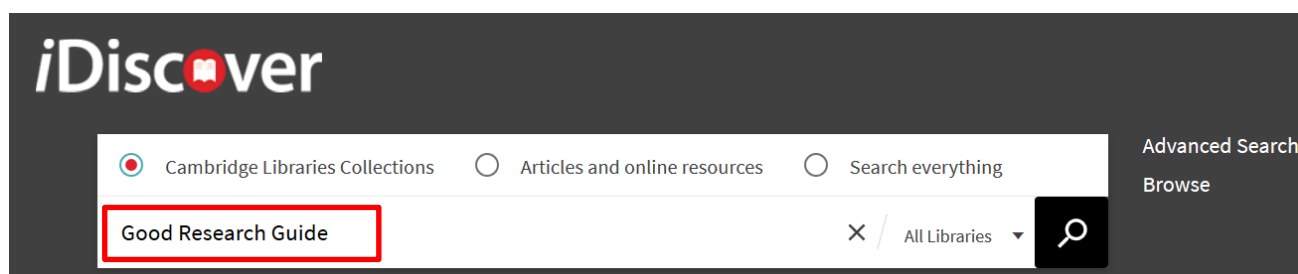 iDiscover
Cambridge Libraries Collections Articles and online resources Search everything
Advanced Search
Browse
Good Research Guide All Libraries